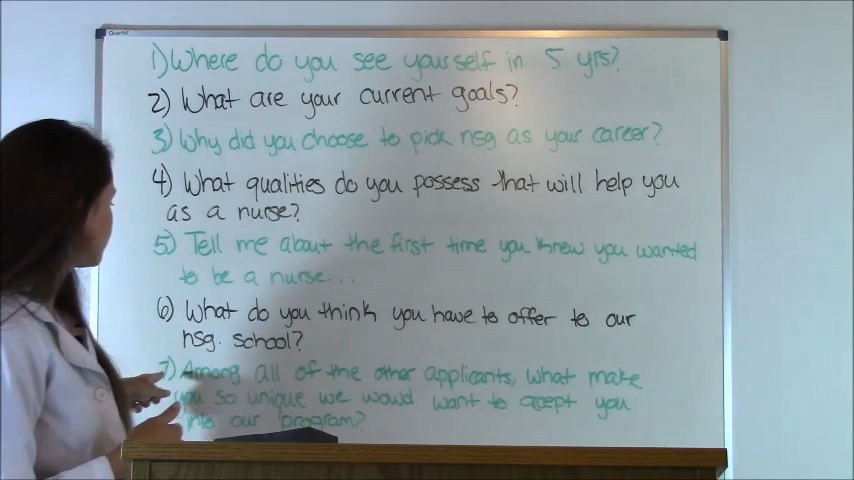 Quartet
1) Where do you see yourself in 5 yrs?
2) What are your current goals?
3) Why did you choose to pick nsg as your career?
4) What qualities do you possess that will help you
as a nurse?
5) Tell me about the first time you knew you wanted
to be a nurse...
6) What do you think you have to offer to our
nsg. school?
7) Among all of the other applicants, what make
you so unique we would want to accept you
into our program?